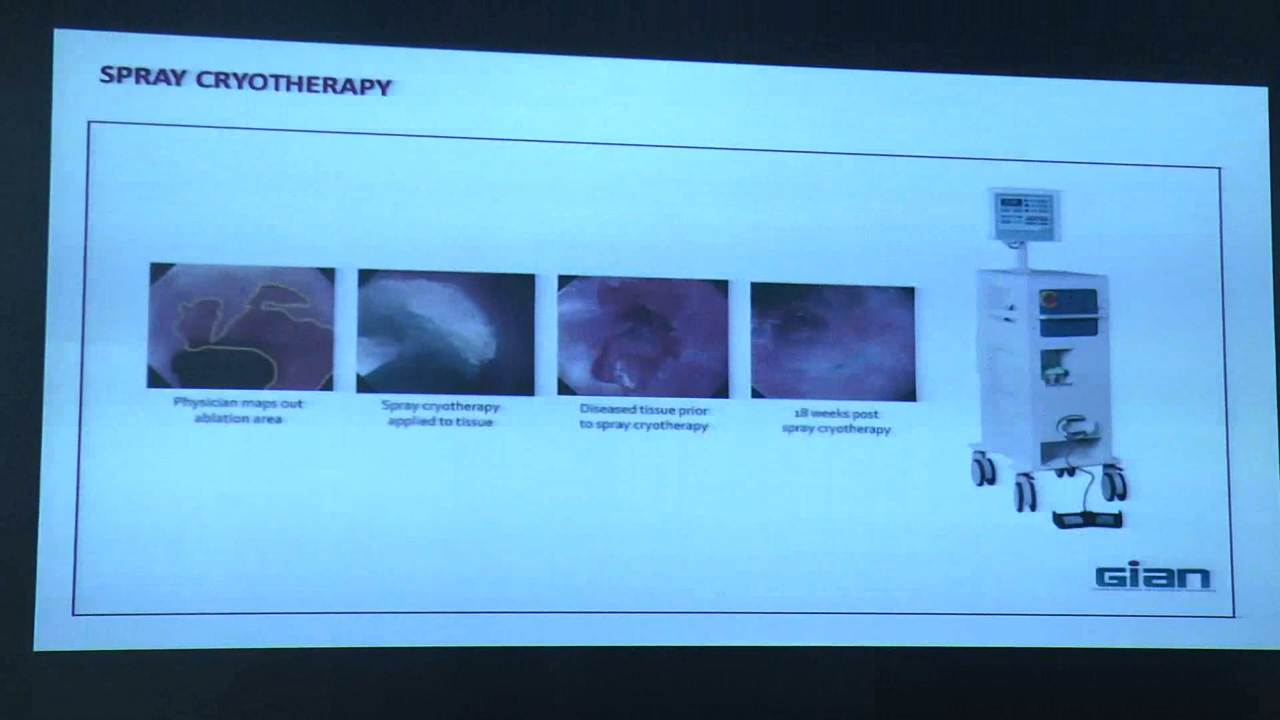 SPRAY CRYOTHERAPY
Physician maps out
ablation area
Spray cryotherapy
applied to tissue
Diseased tissue prior
to spray cryotherapy
18 weeks post
spray cryotherapy
Gian